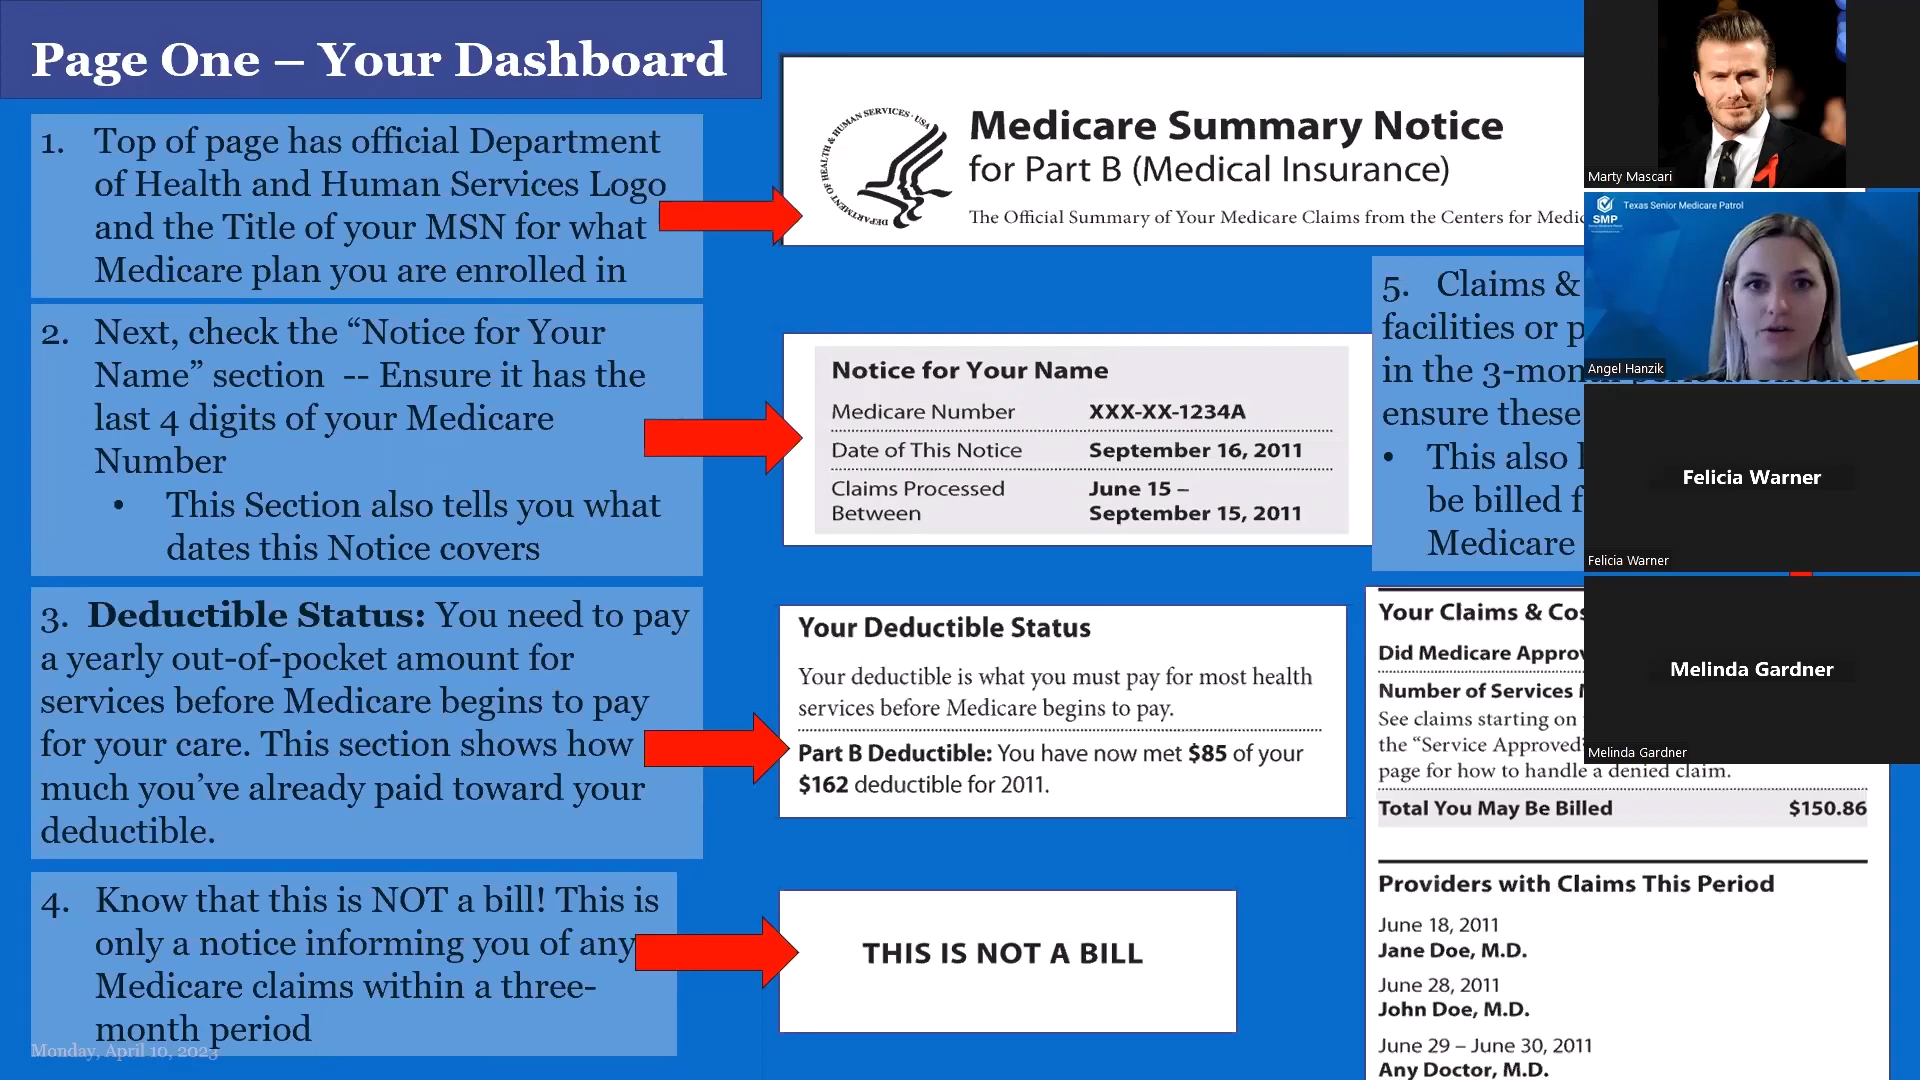 Page One – Your Dashboard
1. Top of page has official Department
of Health and Human Services Logo
and the Title of your MSN for what
Medicare plan you are enrolled in
2. Next, check the “Notice for Your
Name” section -- Ensure it has the
last 4 digits of your Medicare
Number
• This Section also tells you what
dates this Notice covers
3. Deductible Status: You need to pay
a yearly out-of-pocket amount for
services before Medicare begins to pay
for your care. This section shows how
much you’ve already paid toward your
deductible.
4. Know that this is NOT a bill! This is
only a notice informing you of any
Medicare claims within a three-
month period
Monday, April 10, 2023
DEPARTMENT OF HEALTH & HUMAN SERVICES · USA
Medicare Summary Notice
for Part B (Medical Insurance)
The Official Summary of Your Medicare Claims from the Centers for
Notice for Your Name
Medicare Number XXX-XX-1234A
Date of This Notice September 16, 2011
Claims Processed June 15 –
Between September 15, 2011
Your Deductible Status
Your deductible is what you must pay for most health
services before Medicare begins to pay.
Part B Deductible: You have now met $85 of your
$162 deductible for 2011.
THIS IS NOT A BILL
5. Claims &
facilities or
in the
ensure these
• This also
be billed
Medicare
Your Claims &
Did Medicare
Number of Services
See claims starting on
the “Service Approved
page for how to handle a denied claim.
Total You May Be Billed $150.86
Providers with Claims This Period
June 18, 2011
Jane Doe, M.D.
June 28, 2011
John Doe, M.D.
June 29 – June 30, 2011
Any Doctor, M.D.
Marty Mascari
SMP
Texas Senior Medicare Patrol
Angel Hanzik
Felicia Warner
Felicia Warner
Melinda Gardner
Melinda Gardner